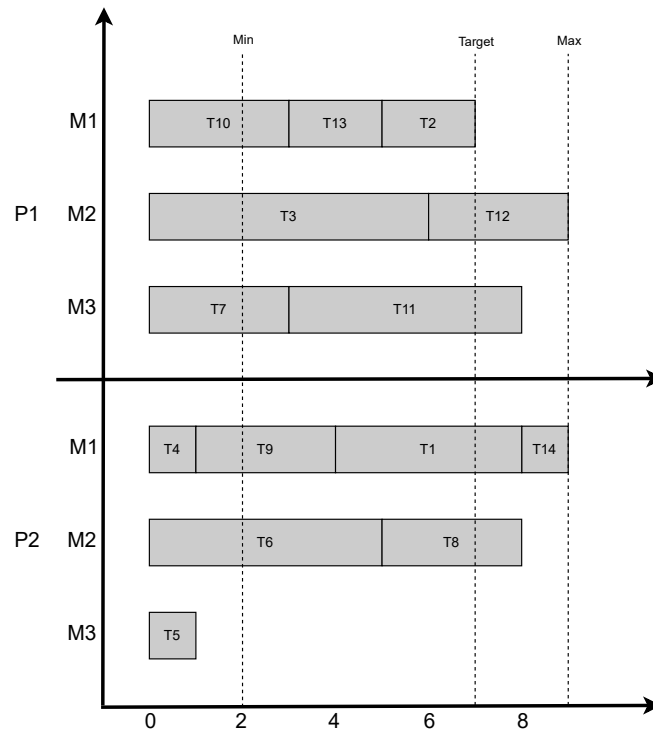 Min Target Max
M1 T10 T13 T2
P1 M2 T3 T12
M3 T7 T11
M1 T4 T9 T1 T14
P2 M2 T6 T8
M3 T5
0 2 4 6 8